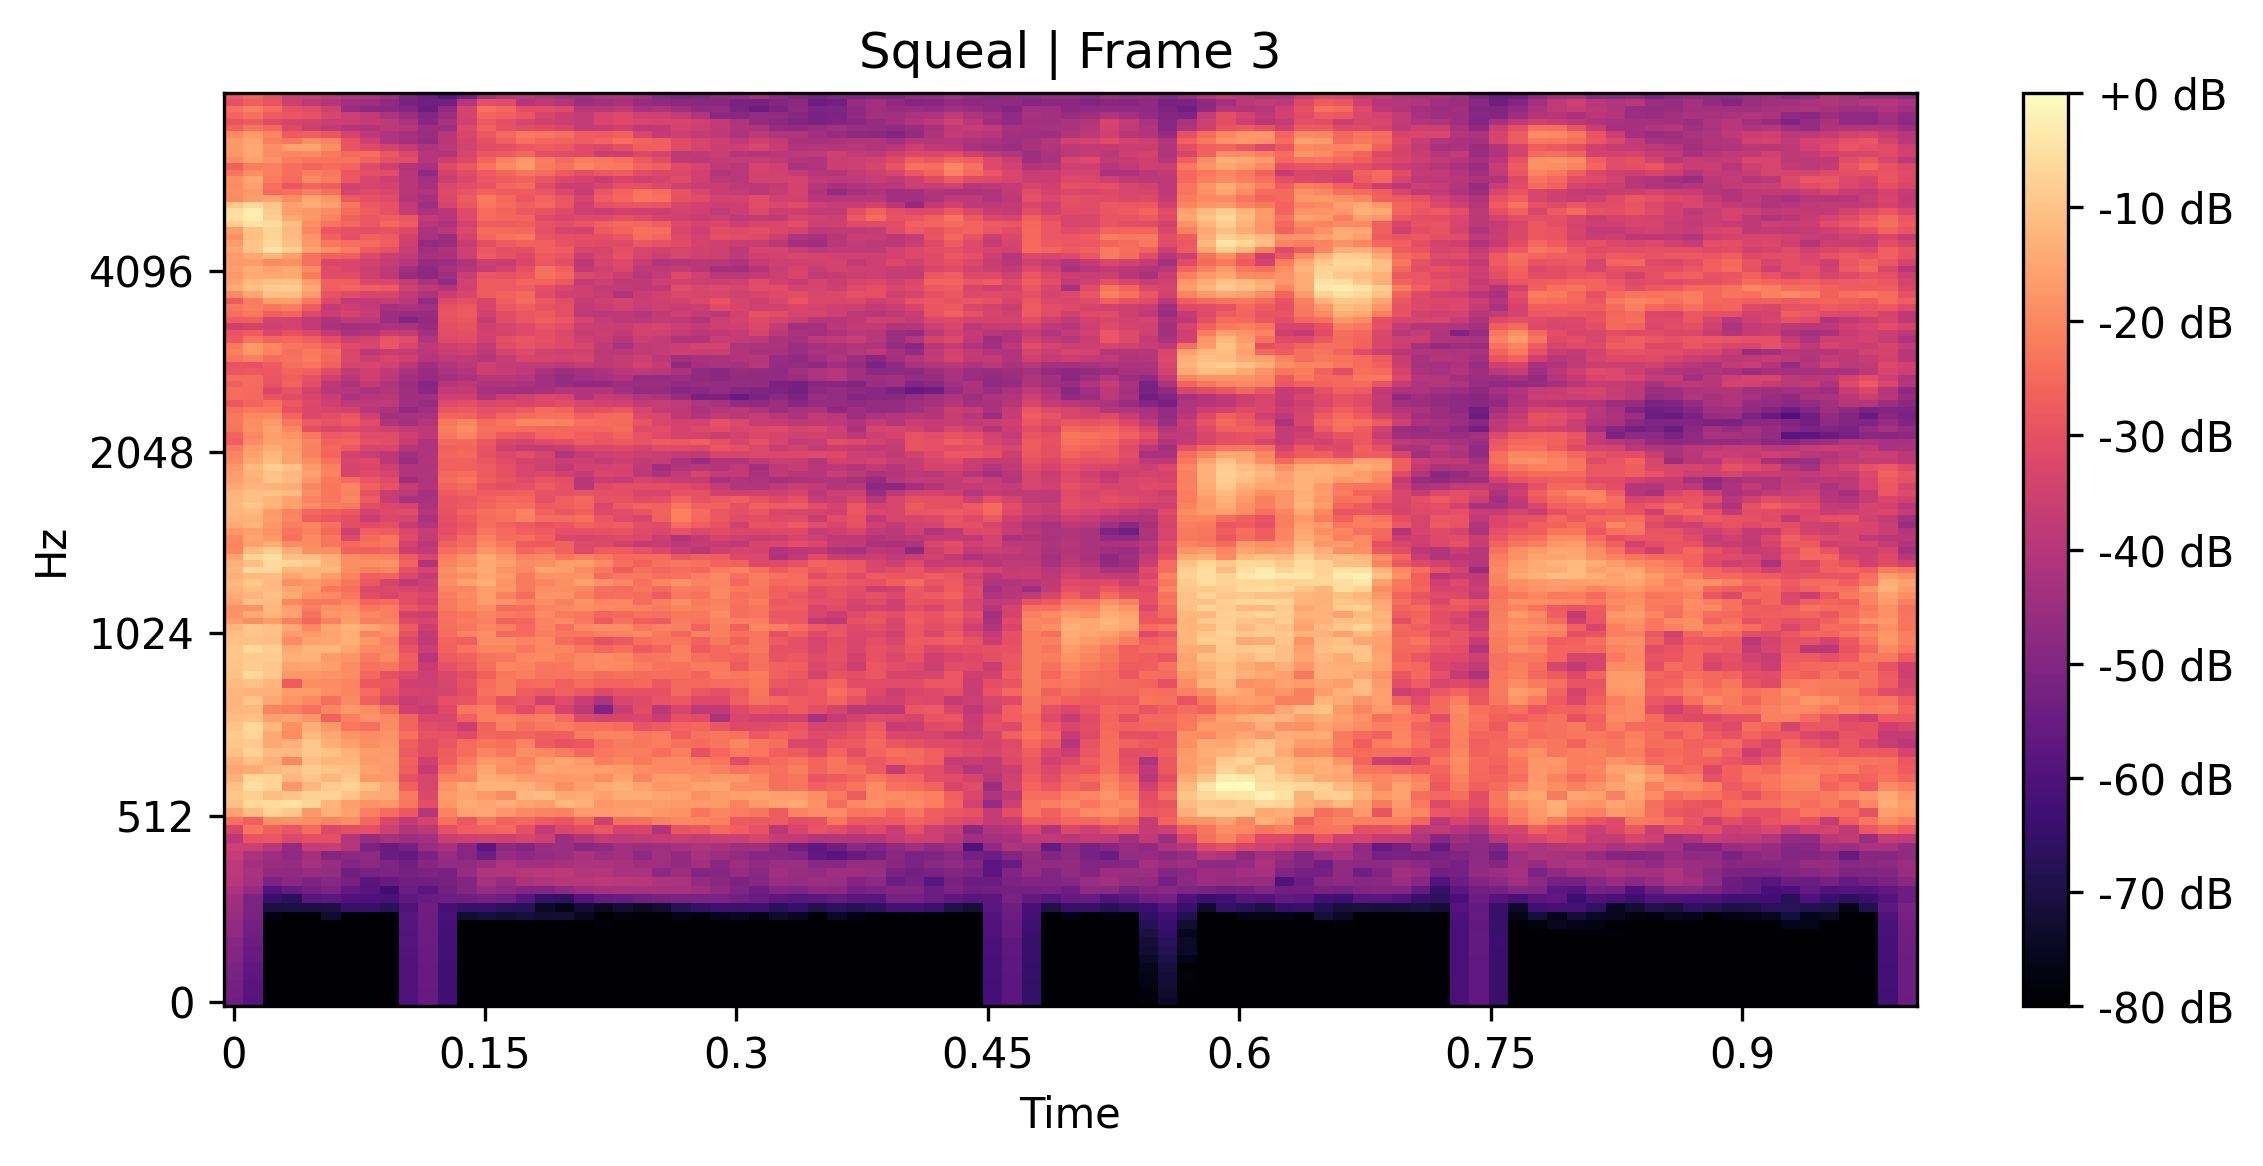 Squeal | Frame 3
+0 dB
-10 dB
-20 dB
-30 dB
-40 dB
-50 dB
-60 dB
-70 dB
-80 dB
Hz
4096
2048
1024
512
0
0 0.15 0.3 0.45 0.6 0.75 0.9
Time